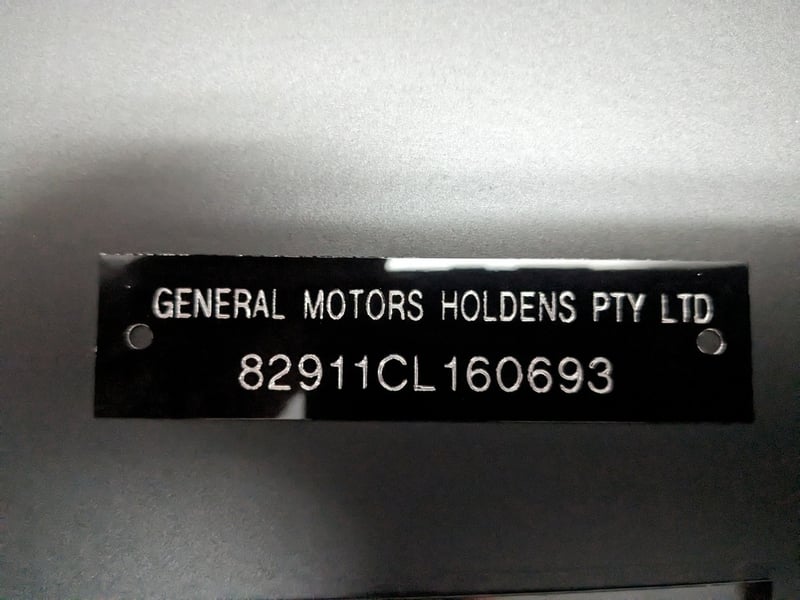 GENERAL MOTORS HOLDENS PTY LTD
82911CL160693